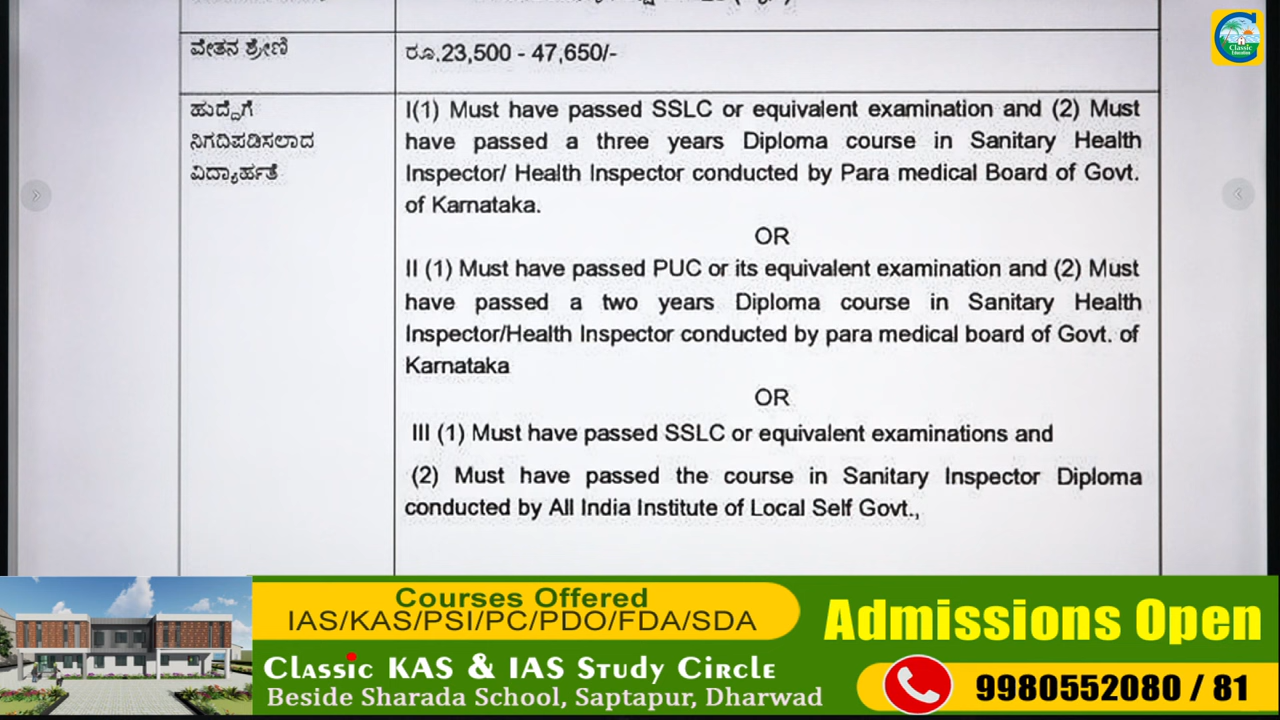 ವೇತನ ಶ್ರೇಣಿ
ರೂ.23,500 - 47,650/-
ಹುದ್ದೆಗೆ
ನಿಗದಿಪಡಿಸಲಾದ
ವಿದ್ಯಾರ್ಹತೆ
I(1) Must have passed SSLC or equivalent examination and (2) Must
have passed a three years Diploma course in Sanitary Health
Inspector/ Health Inspector conducted by Para medical Board of Govt.
of Karnataka.
OR
II (1) Must have passed PUC or its equivalent examination and (2) Must
have passed a two years Diploma course in Sanitary Health
Inspector/Health Inspector conducted by para medical board of Govt. of
Karnataka
OR
III (1) Must have passed SSLC or equivalent examinations and
(2) Must have passed the course in Sanitary Inspector Diploma
conducted by All India Institute of Local Self Govt.,
Classic
Education
Courses Offered
IAS/KAS/PSI/PC/PDO/FDA/SDA
Classic KAS & IAS Study Circle
Beside Sharada School, Saptapur, Dharwad
Admissions Open
9980552080 / 81